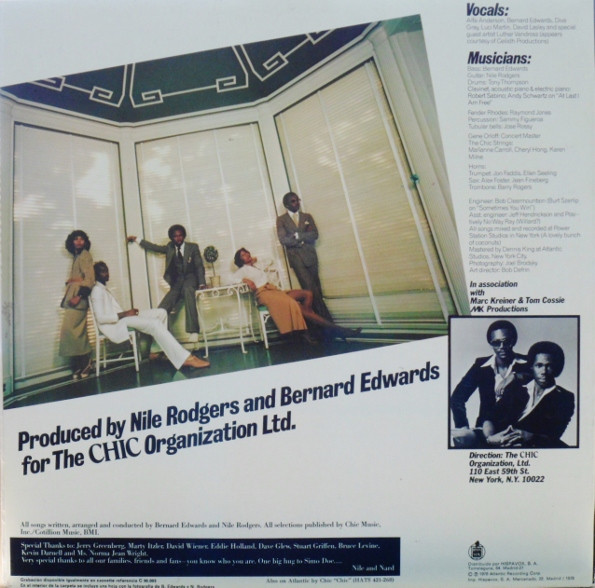 Vocals:
Alfa Anderson, Bernard Edwards, Diva
Gray, Luci Martin, David Lasley and special
guest artist Luther Vandross (appears
courtesy of Cotillion Productions).
Musicians:
Bass: Bernard Edwards
Guitar: Nile Rodgers
Drums: Tony Thompson
Clavinet, acoustic piano & electric piano:
Robert Sabino; Andy Schwartz on "At Last I
Am Free"
Fender Rhodes: Raymond Jones
Percussion: Sammy Figueroa
Tubular bells: Jose Rossy
Gene Orloff: Concert Master
The Chic Strings:
Marianne Carroll, Cheryl Hong, Karen
Milne
Horns:
Trumpet: Jon Faddis, Ellen Seeling
Sax: Alex Foster, Jean Fineberg
Trombone: Barry Rogers
Engineer: Bob Clearmountain (Burt Szerlip
on "Sometimes You Win")
Asst. engineer: Jeff Hendrickson and Ray
All songs mixed and recorded at Power
Station Studios in New York (A lovely bunch
of coconuts)
Mastered by Dennis King at Atlantic
Studios, New York City.
Photography: Joel Brodsky
Art director: Bob Defrin
In association
with
Marc Kreiner & Tom Cossie
MK Productions
Produced by Nile Rodgers and Bernard Edwards
for The CHIC Organization Ltd.
Direction: The CHIC
Organization, Ltd.
110 East 59th St.
New York, N.Y. 10022
All songs written, arranged and conducted by Bernard Edwards and Nile Rodgers. All selections published by Chic Music,
Inc./Cotillion Music, BMI.
Special Thanks to: Jerry Greenberg, Marty Itzler, David Wiener, Eddie Holland, Dave Glew, Stuart Griffen, Bruce Levine,
Kevin Darnell and Ms. Norma Jean Wright.
Very special thanks to all our families, friends and fans–you know who you are. One big hug to Simo Doe....
Nile and Nard
Also on Atlantic by Chic "Chic"
Distribuido por HISPAVOX, S.A.